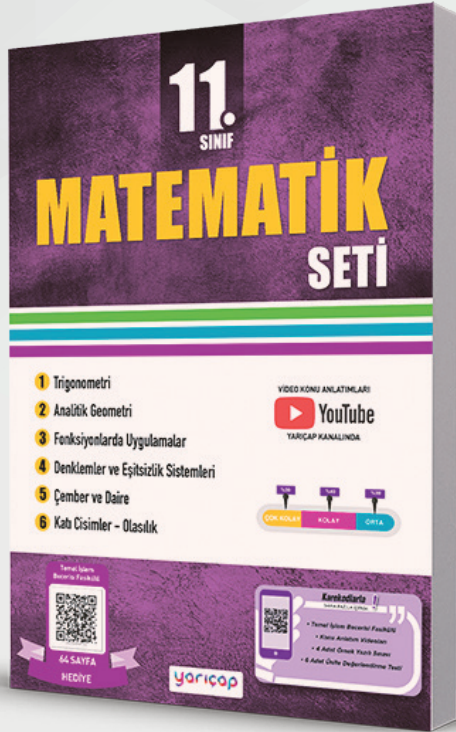 11.
SINIF
MATEMATİK
SETİ
1 Trigonometri
2 Analitik Geometri
3 Fonksiyonlarda Uygulamalar
4 Denklemler ve Eşitsizlik Sistemleri
5 Çember ve Daire
6 Katı Cisimler - Olasılık
VİDEO KONU ANLATIMLARI
YouTube
YARIÇAP KANALINDA
ÇOK KOLAY KOLAY ORTA
Temel İşlem
Becerisi Fasikülü
64 SAYFA
HEDİYE
yarıçap
Karekodlarla
• Temel İşlem Becerisi Fasikülü
• Konu Anlatım Videoları
• 4 Adet Örnek Yazılı Sınavı
• 6 Adet Ünite Değerlendirme Testi